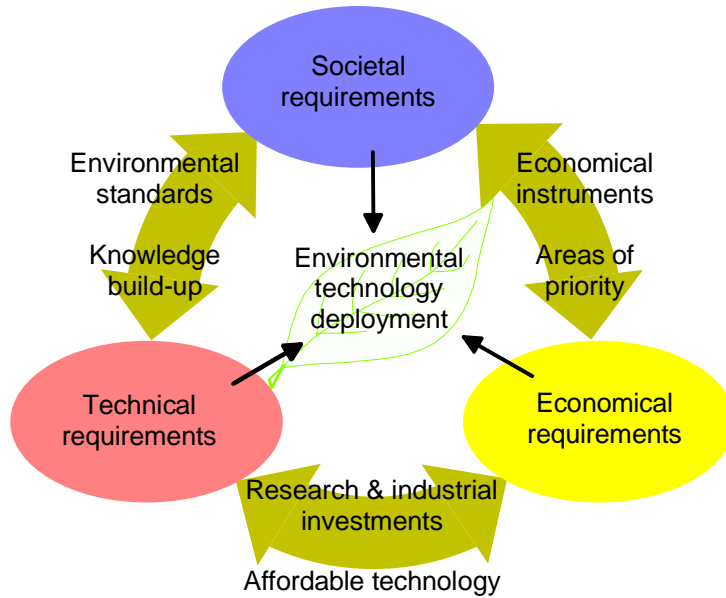 Societal
requirements
Environmental
standards
Economical
instruments
Knowledge
build-up
Environmental
technology
deployment
Areas of
priority
Technical
requirements
Economical
requirements
Research & industrial
investments
Affordable technology